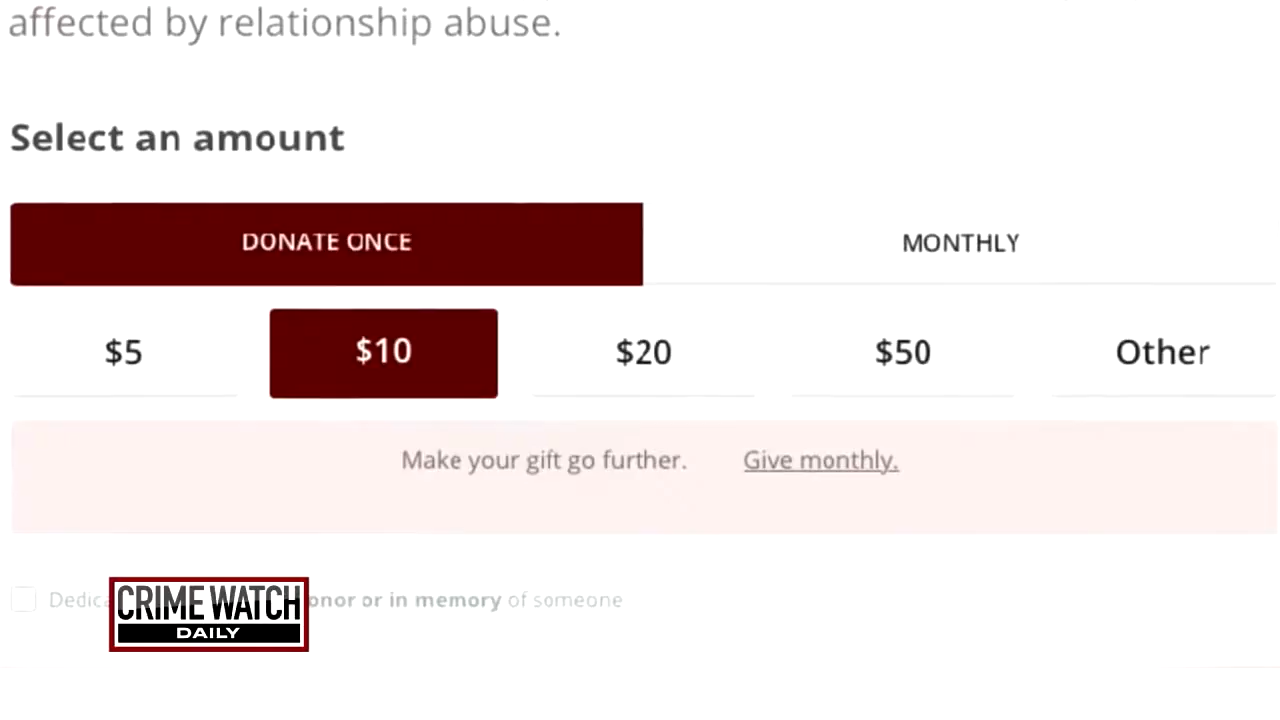 affected by relationship abuse.
Select an amount
DONATE ONCE
MONTHLY
$5
$10
$20
$50
Other
Make your gift go further.
Give monthly.
or in memory of someone
CRIME WATCH
DAILY